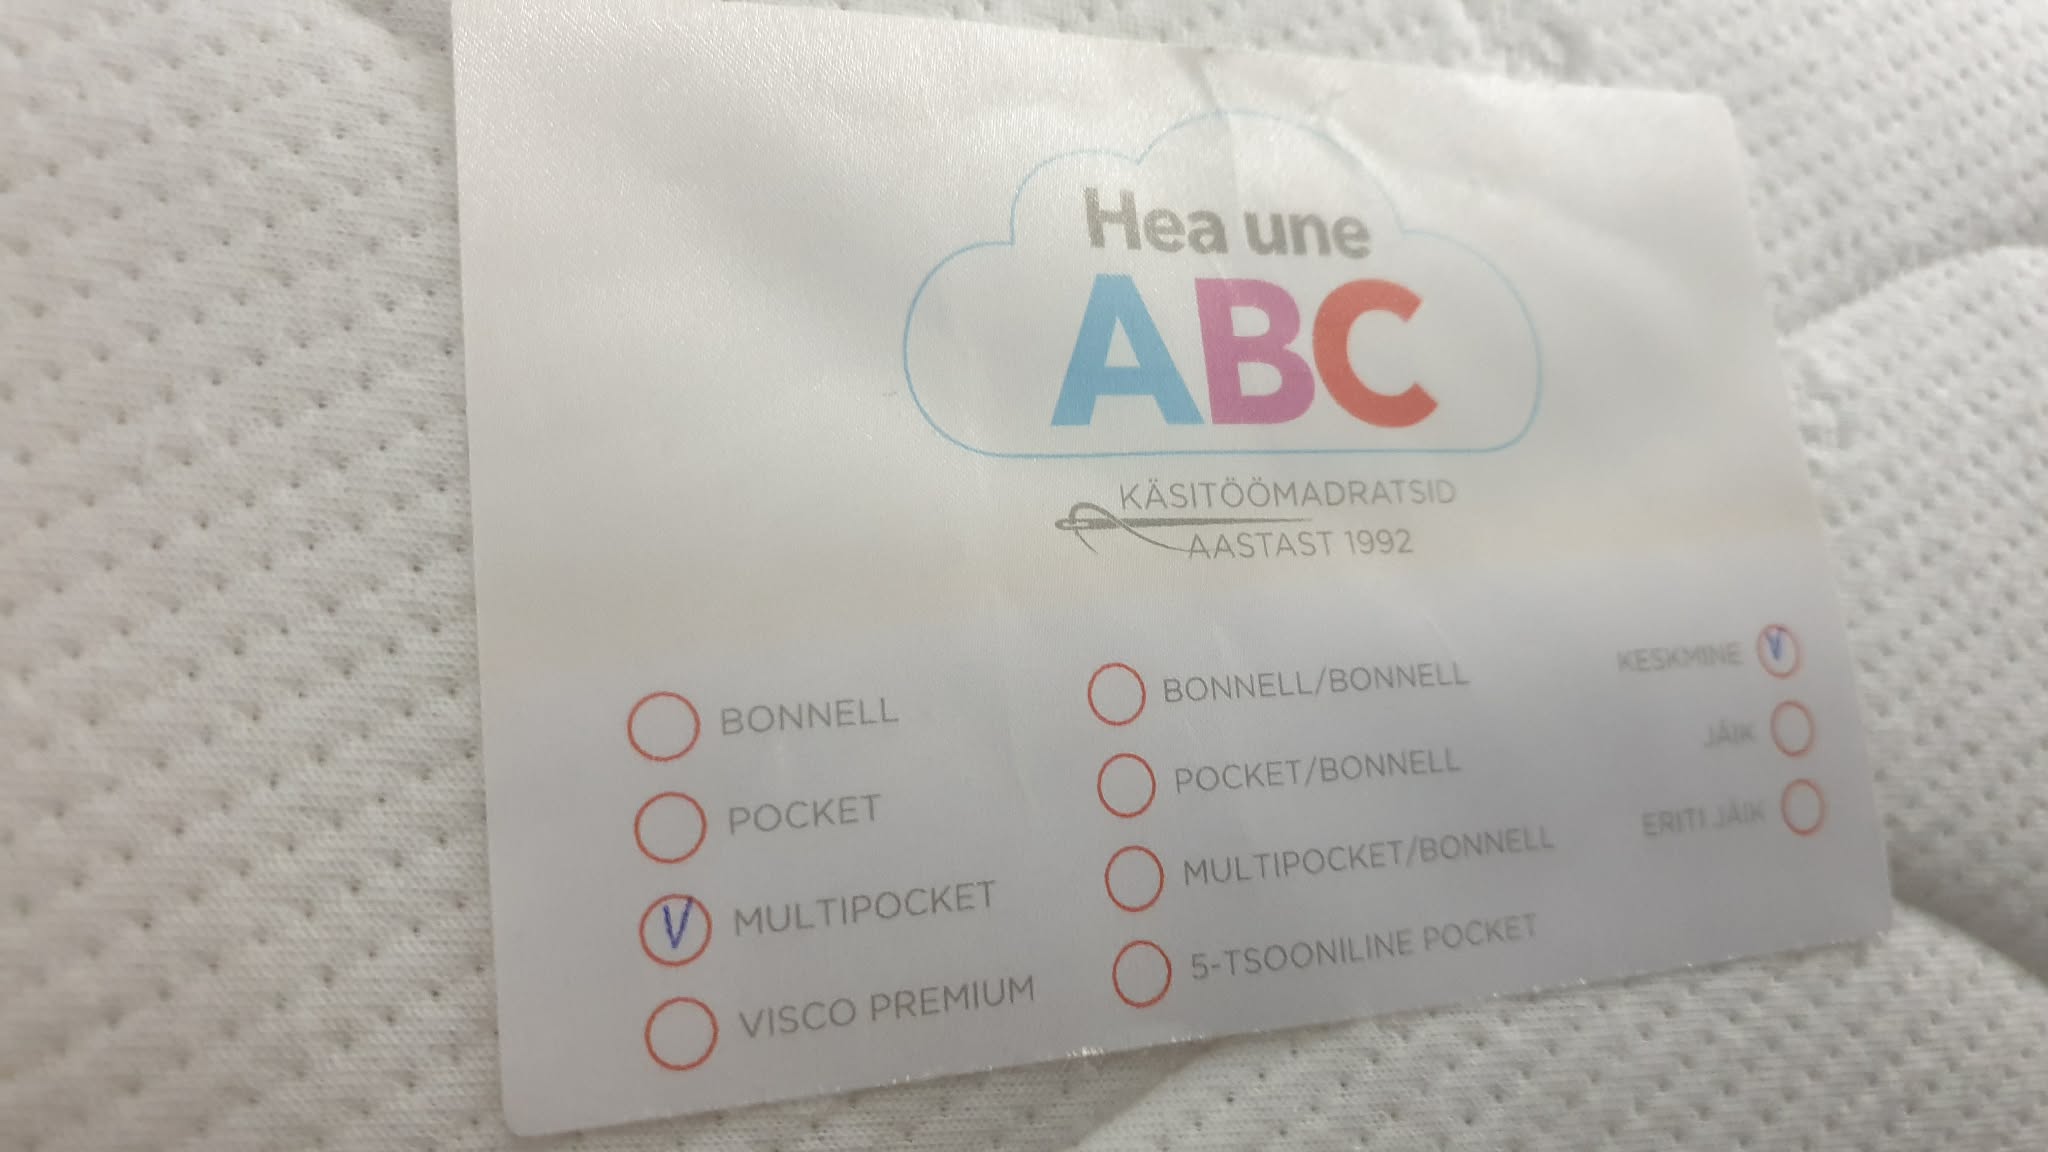 Hea une
ABC
KÄSITÖÖMADRATSID
AASTAST 1992
BONNELL
POCKET
V MULTIPOCKET
VISCO PREMIUM
BONNELL/BONNELL
POCKET/BONNELL
MULTIPOCKET/BONNELL
5-TSOONILINE POCKET
KESKMINE V
JÄIK
ERITI JÄIK